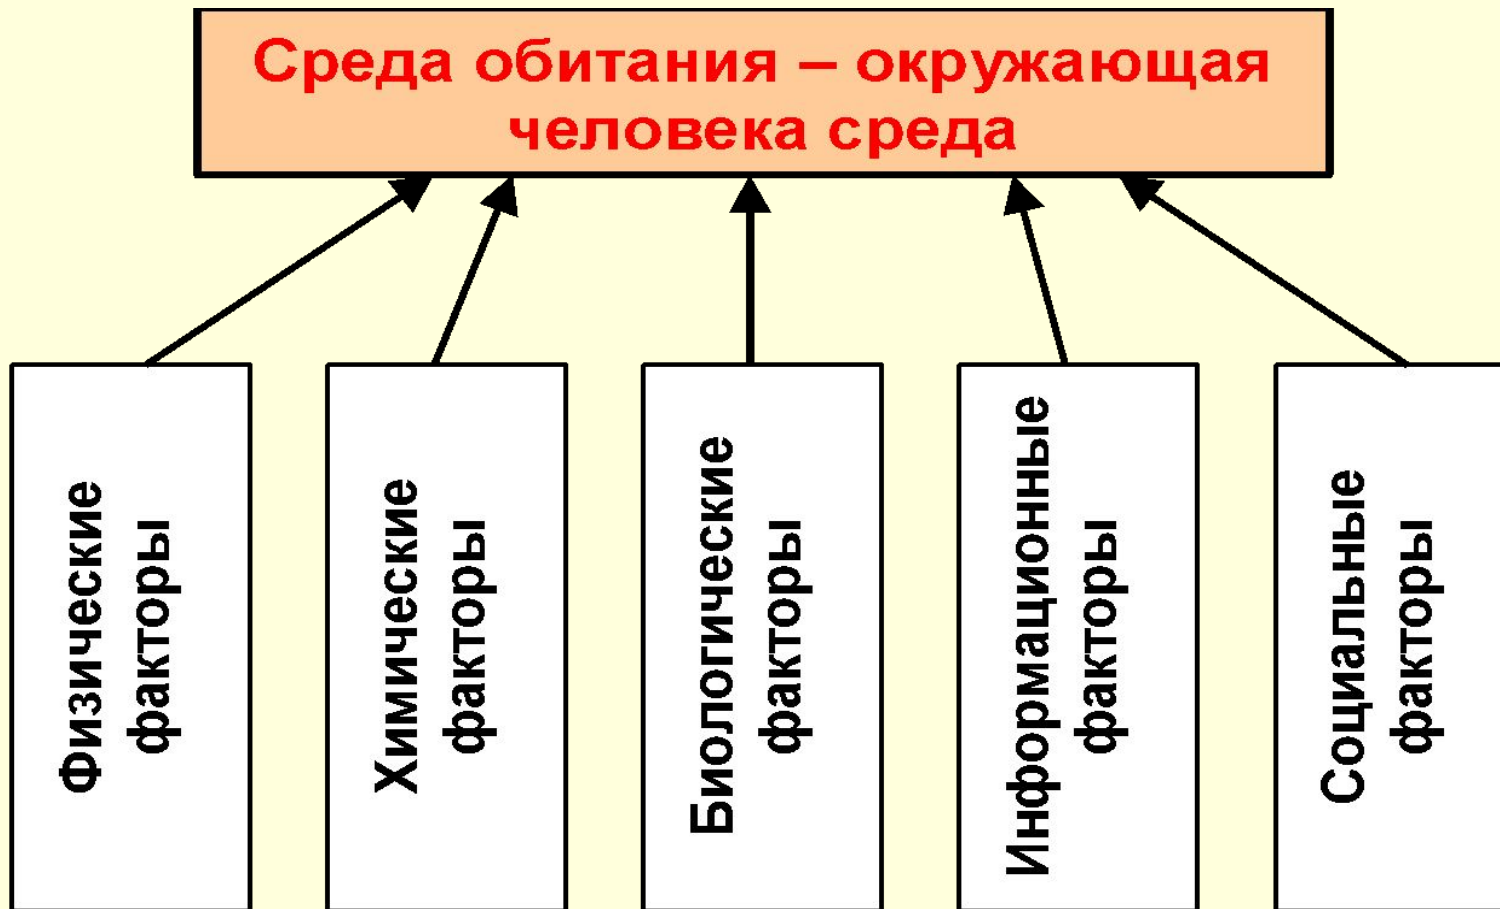 Среда обитания – окружающая
человека среда
Физические
факторы
Химические
факторы
Биологические
факторы
Информационные
факторы
Социальные
факторы